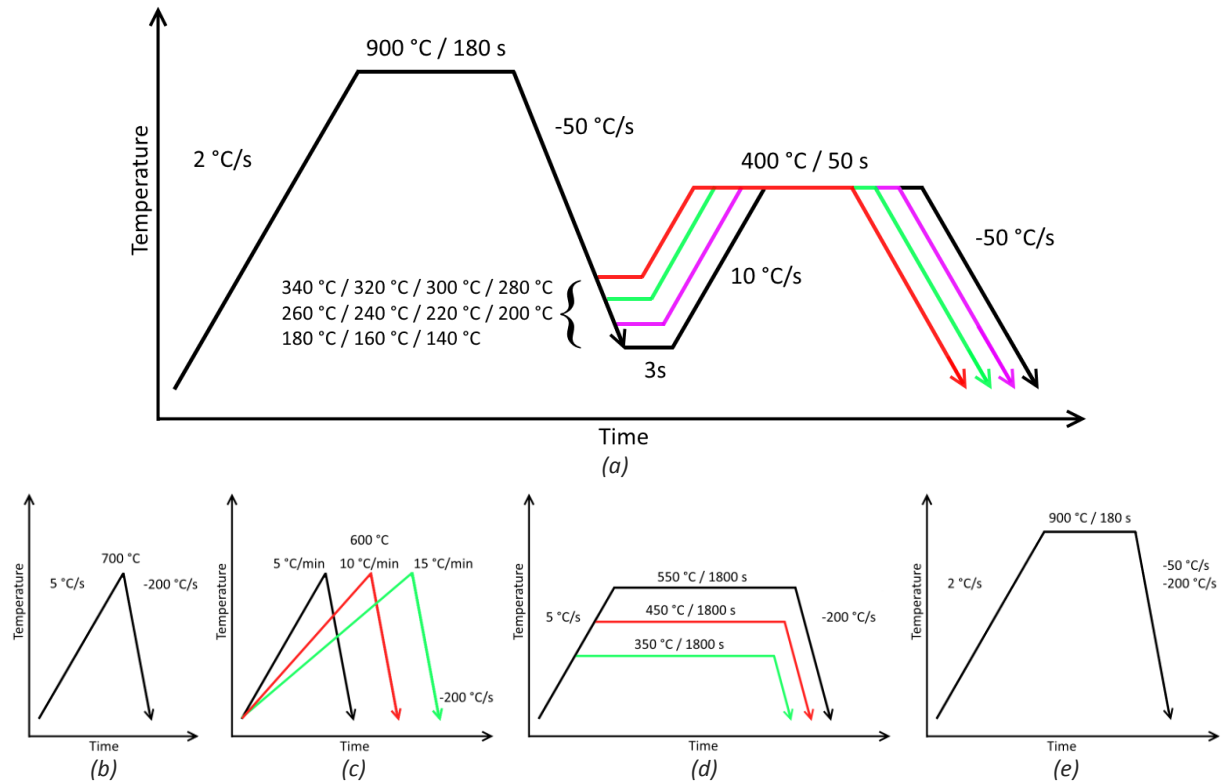 900 °C / 180 s
-50 °C/s
2 °C/s
400 °C / 50 s
-50 °C/s
10 °C/s
340 °C / 320 °C / 300 °C / 280 °C
260 °C / 240 °C / 220 °C / 200 °C
180 °C / 160 °C / 140 °C
3s
Temperature
Time
(a)
700 °C
5 °C/s
-200 °C/s
Temperature
Time
(b)
600 °C
5 °C/min
10 °C/min
15 °C/min
-200 °C/s
Temperature
Time
(c)
550 °C / 1800 s
5 °C/s
450 °C / 1800 s
-200 °C/s
350 °C / 1800 s
Temperature
Time
(d)
900 °C / 180 s
2 °C/s
-50 °C/s
-200 °C/s
Temperature
Time
(e)